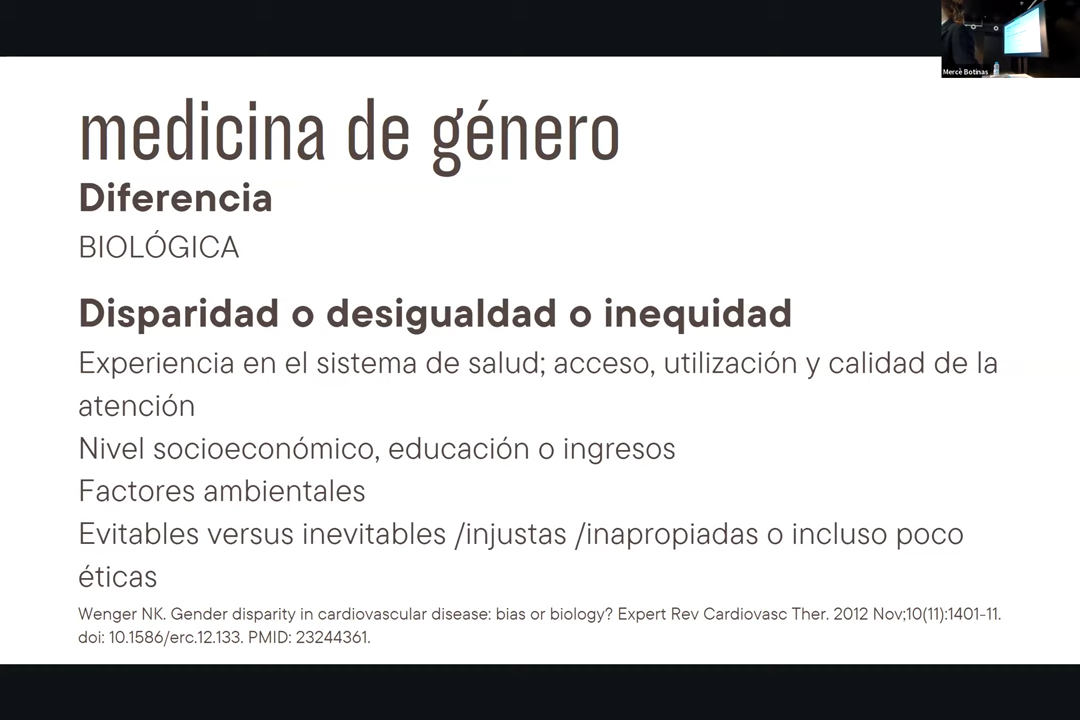 Mercè Botinas
medicina de género
Diferencia
BIOLÓGICA
Disparidad o desigualdad o inequidad
Experiencia en el sistema de salud; acceso, utilización y calidad de la
atención
Nivel socioeconómico, educación o ingresos
Factores ambientales
Evitables versus inevitables /injustas /inapropiadas o incluso poco
éticas
Wenger NK. Gender disparity in cardiovascular disease: bias or biology? Expert Rev Cardiovasc Ther. 2012 Nov;10(11):1401-11.
doi: 10.1586/erc.12.133. PMID: 23244361.